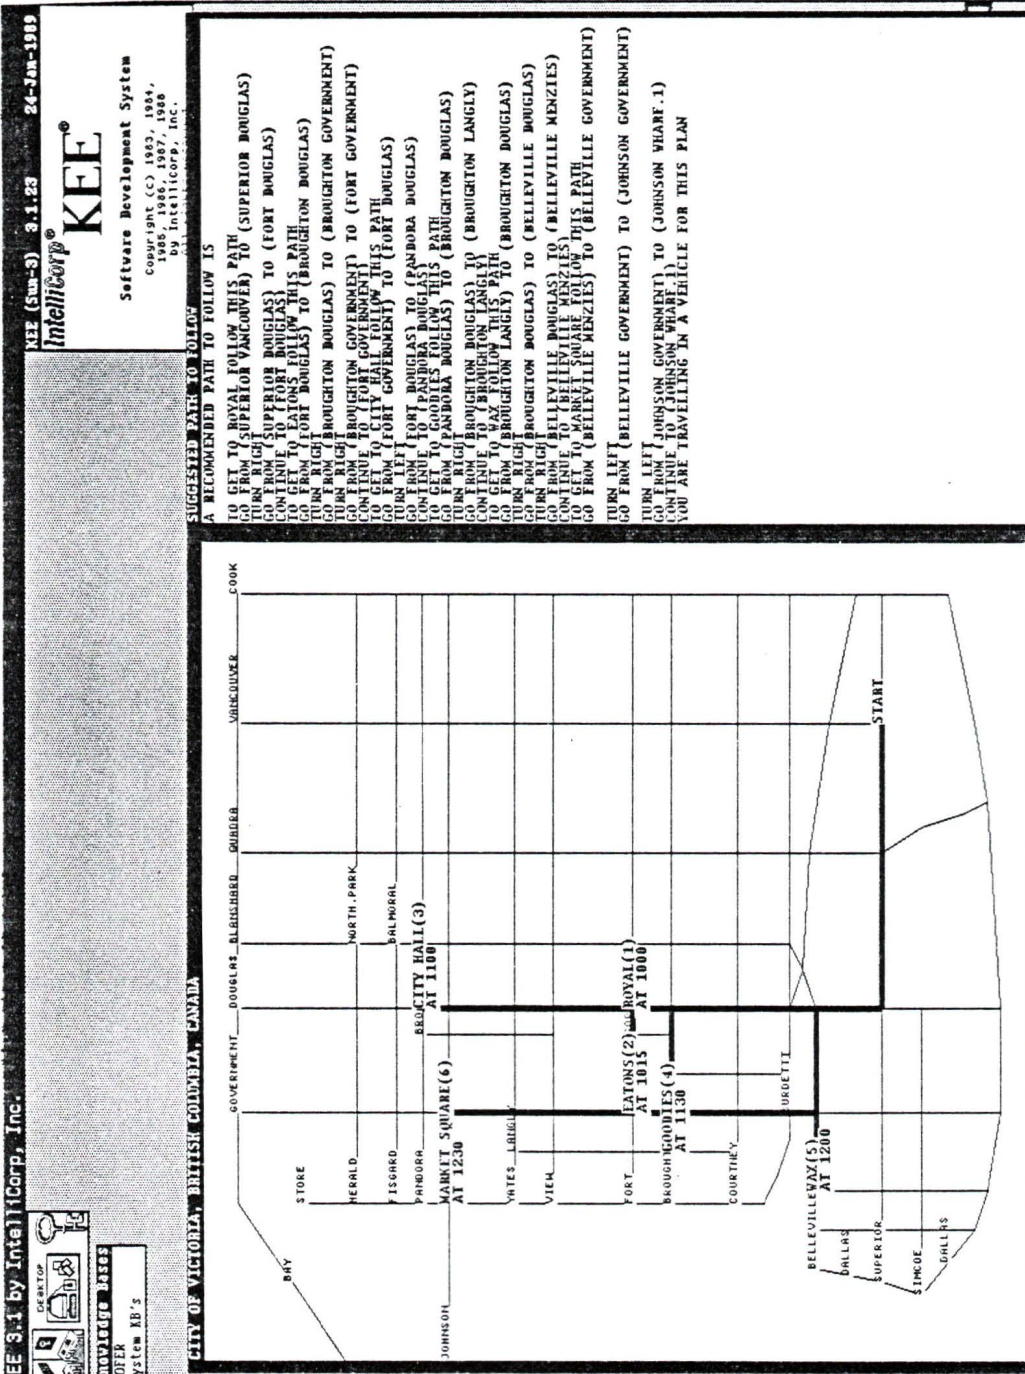 EE 3.1 by IntelliCorp, Inc.
KEE (Sun-3) 3.1.23 24-Jan-1989
DESKTOP
nowledge Bases
OFER
ystem KB's
IntelliCorp®
KEE®
Software Development System
Copyright (c) 1983, 1984,
1985, 1986, 1987, 1988
by IntelliCorp, Inc.
CITY OF VICTORIA, BRITISH COLUMBIA, CANADA
GOVERNMENT
DOUGLAS
BLANSHARD
QUADRA
VANCOUVER
COOK
BAY
STORE
HERALD
NORTH.PARK
FISGARD
BALMORAL
PANDORA
BRO
CITY HALL(3)
AT 1100
JOHNSON
MARKET SQUARE(6)
AT 1230
YATES
LANGLY
VIEW
FORT
EATONS(2)
AT 1015
ROYAL(1)
AT 1000
BROUGH
GOODIES(4)
AT 1130
COURTNEY
BURDETTI
BELLEVILLE
WAX(5)
AT 1200
DALLAS
SUPERIOR
START
SIMCOE
DALLAS
SUGGESTED PATH TO FOLLOW
A RECOMMENDED PATH TO FOLLOW IS
TO GET TO ROYAL FOLLOW THIS PATH
GO FROM (SUPERIOR VANCOUVER) TO (SUPERIOR DOUGLAS)
TURN RIGHT
GO FROM (SUPERIOR DOUGLAS) TO (FORT DOUGLAS)
CONTINUE TO (FORT DOUGLAS)
TO GET TO EATONS FOLLOW THIS PATH
GO FROM (FORT DOUGLAS) TO (BROUGHTON DOUGLAS)
TURN RIGHT
GO FROM (BROUGHTON DOUGLAS) TO (BROUGHTON GOVERNMENT)
TURN RIGHT
GO FROM (BROUGHTON GOVERNMENT) TO (FORT GOVERNMENT)
CONTINUE TO (FORT GOVERNMENT)
TO GET TO CITY HALL FOLLOW THIS PATH
GO FROM (FORT GOVERNMENT) TO (FORT DOUGLAS)
TURN LEFT
GO FROM (FORT DOUGLAS) TO (PANDORA DOUGLAS)
CONTINUE TO (PANDORA DOUGLAS)
TO GET TO GOODIES FOLLOW THIS PATH
GO FROM (PANDORA DOUGLAS) TO (BROUGHTON DOUGLAS)
TURN RIGHT
GO FROM (BROUGHTON DOUGLAS) TO (BROUGHTON LANGLY)
CONTINUE TO (BROUGHTON LANGLY)
TO GET TO WAX FOLLOW THIS PATH
GO FROM (BROUGHTON LANGLY) TO (BROUGHTON DOUGLAS)
TURN RIGHT
GO FROM (BROUGHTON DOUGLAS) TO (BELLEVILLE DOUGLAS)
TURN RIGHT
GO FROM (BELLEVILLE DOUGLAS) TO (BELLEVILLE MENZIES)
CONTINUE TO (BELLEVILLE MENZIES)
TO GET TO MARKET SQUARE FOLLOW THIS PATH
GO FROM (BELLEVILLE MENZIES) TO (BELLEVILLE GOVERNMENT)
TURN LEFT
GO FROM (BELLEVILLE GOVERNMENT) TO (JOHNSON GOVERNMENT)
TURN LEFT
GO FROM (JOHNSON GOVERNMENT) TO (JOHNSON WHARF.1)
CONTINUE TO (JOHNSON WHARF.1)
YOU ARE TRAVELLING IN A VEHICLE FOR THIS PLAN